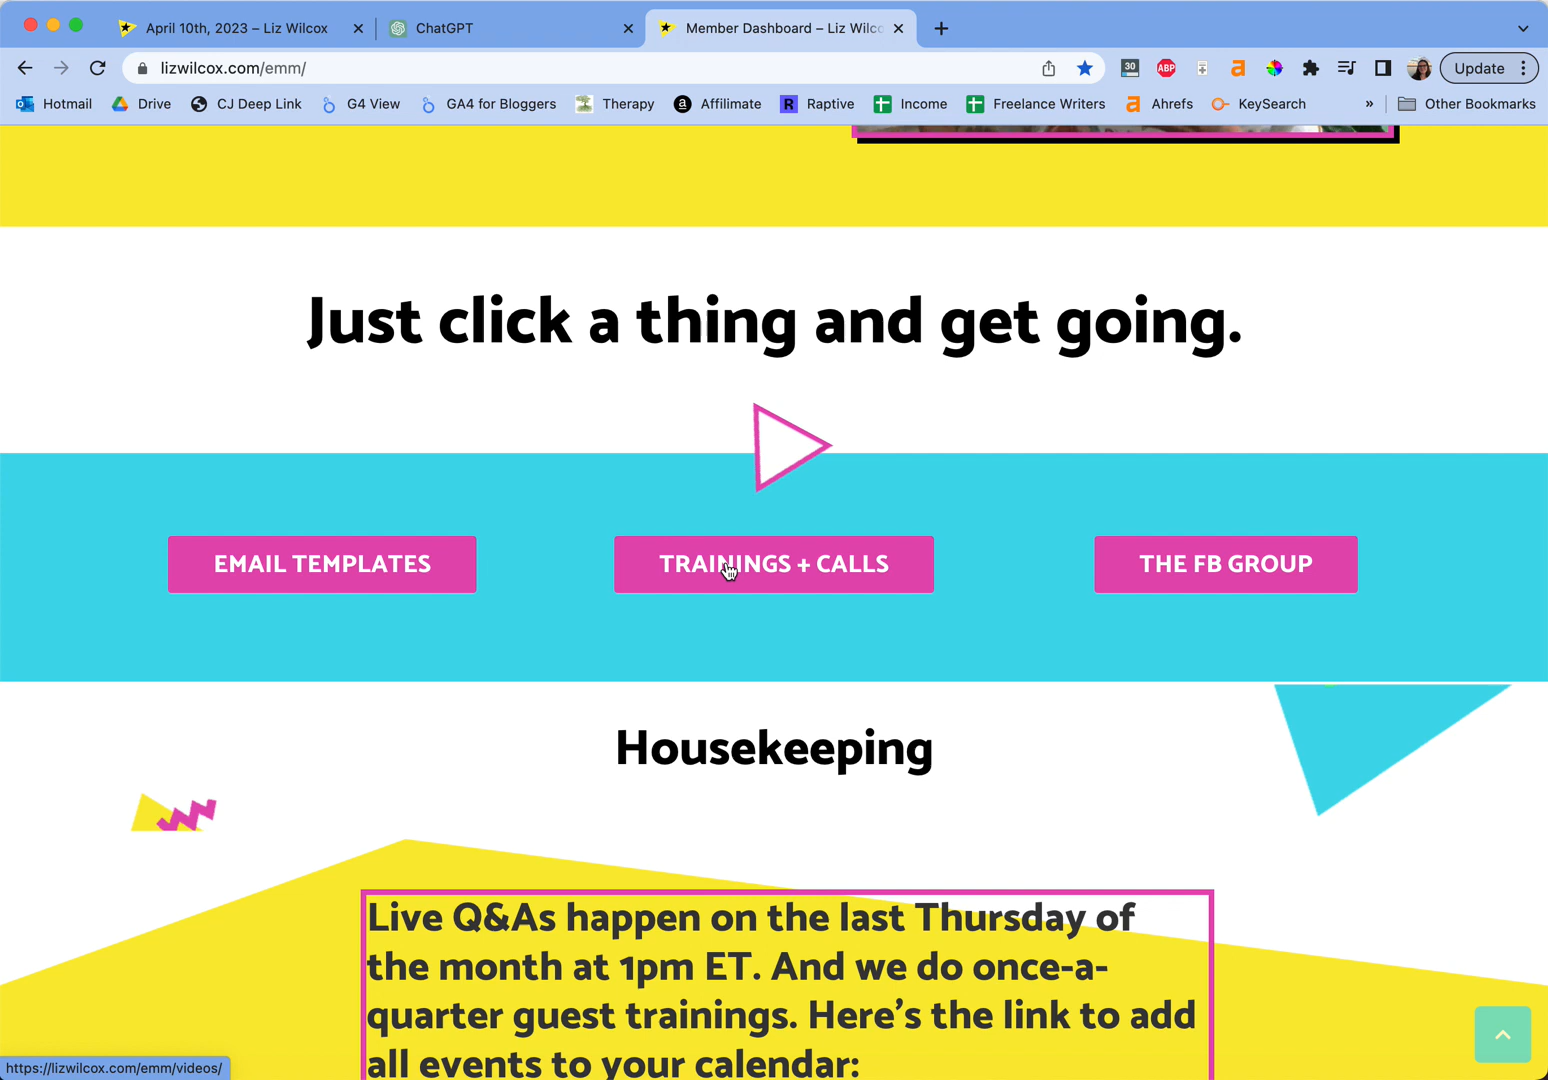 April 10th, 2023 – Liz Wilcox
ChatGPT
Member Dashboard – Liz Wilco
lizwilcox.com/emm/
30
ABP
Update
Hotmail
Drive
CJ Deep Link
G4 View
GA4 for Bloggers
Therapy
Affilimate
Raptive
Income
Freelance Writers
Ahrefs
KeySearch
»
Other Bookmarks
Just click a thing and get going.
EMAIL TEMPLATES
TRAININGS + CALLS
THE FB GROUP
Housekeeping
Live Q&As happen on the last Thursday of
the month at 1pm ET. And we do once-a-
quarter guest trainings. Here’s the link to add
all events to your calendar:
https://lizwilcox.com/emm/videos/